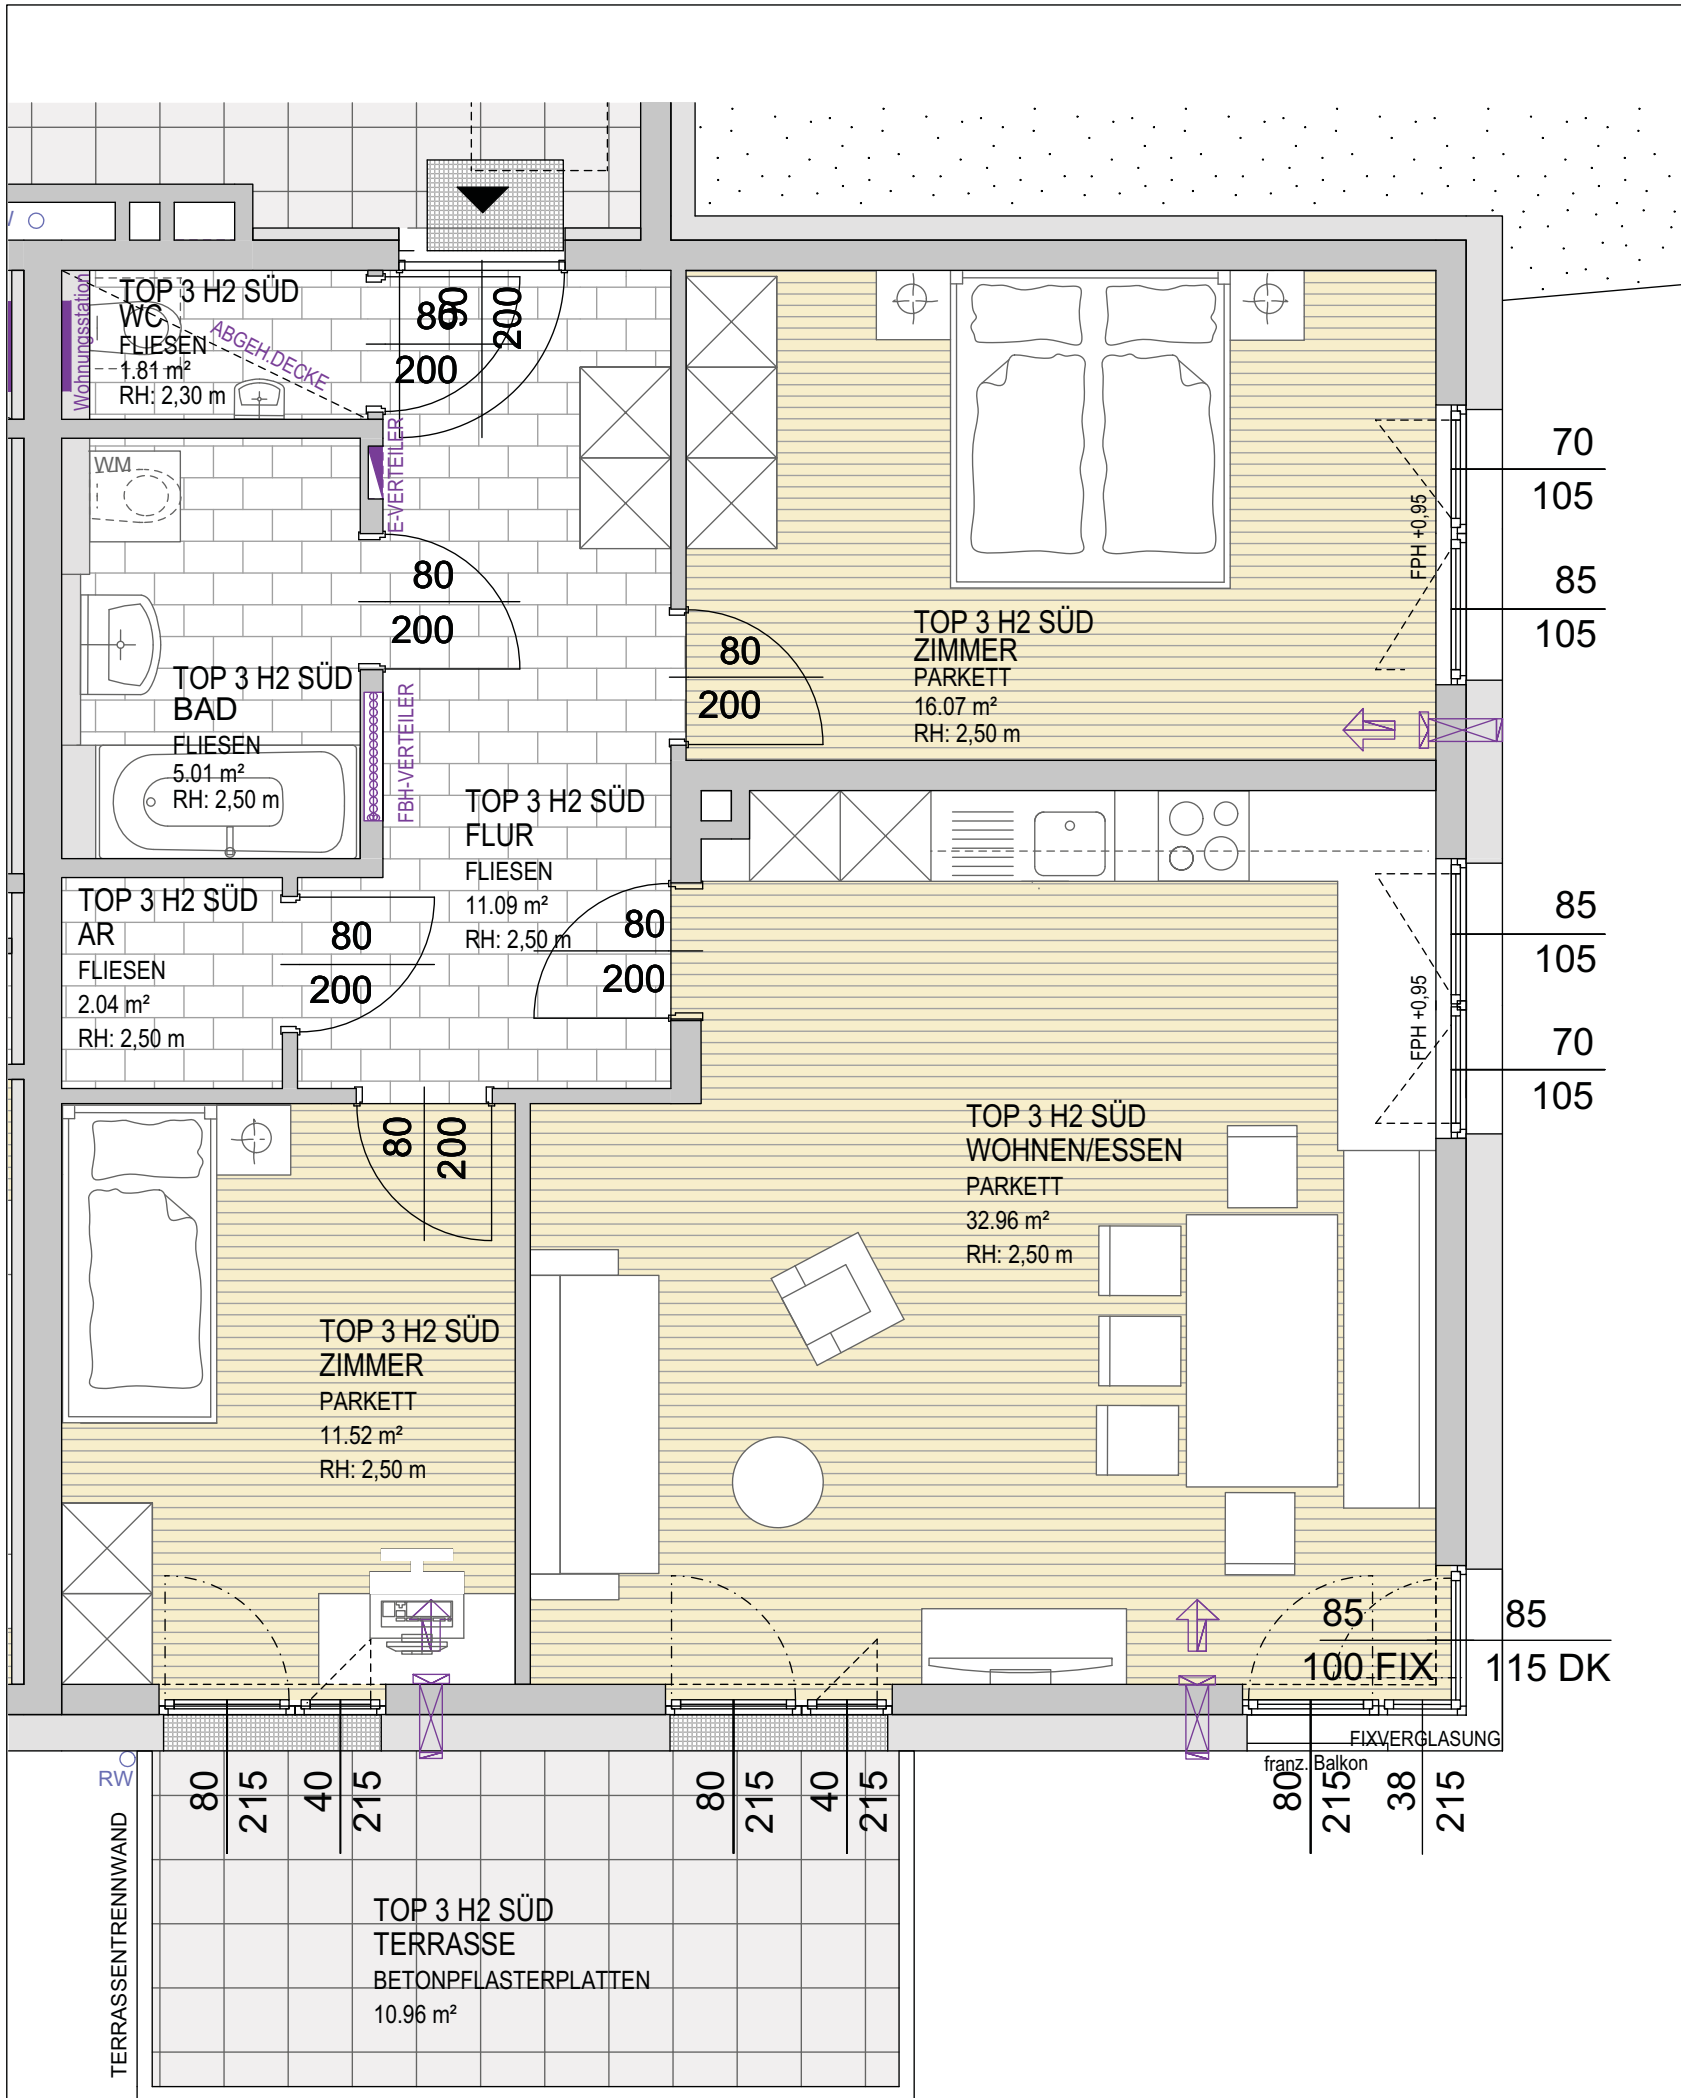 TOP 3 H2 SÜD
WC
FLIESEN
1.81 m²
RH: 2,30 m
Wohnungsstation
ABGEH.DECKE
80
200
90
200
E-VERTEILER
WM
80
200
TOP 3 H2 SÜD
BAD
FLIESEN
5.01 m²
RH: 2,50 m
FBH-VERTEILER
TOP 3 H2 SÜD
ZIMMER
PARKETT
16.07 m²
RH: 2,50 m
80
200
70
105
FPH +0,95
85
105
TOP 3 H2 SÜD
FLUR
FLIESEN
11.09 m²
RH: 2,50 m
TOP 3 H2 SÜD
AR
FLIESEN
2.04 m²
RH: 2,50 m
80
200
80
200
85
105
FPH +0,95
70
105
80
200
TOP 3 H2 SÜD
WOHNEN/ESSEN
PARKETT
32.96 m²
RH: 2,50 m
TOP 3 H2 SÜD
ZIMMER
PARKETT
11.52 m²
RH: 2,50 m
85
100 FIX
85
115 DK
FIXVERGLASUNG
franz. Balkon
RW
80
215
40
215
80
215
40
215
80
215
38
215
TERRASSENTRENNWAND
TOP 3 H2 SÜD
TERRASSE
BETONPFLASTERPLATTEN
10.96 m²